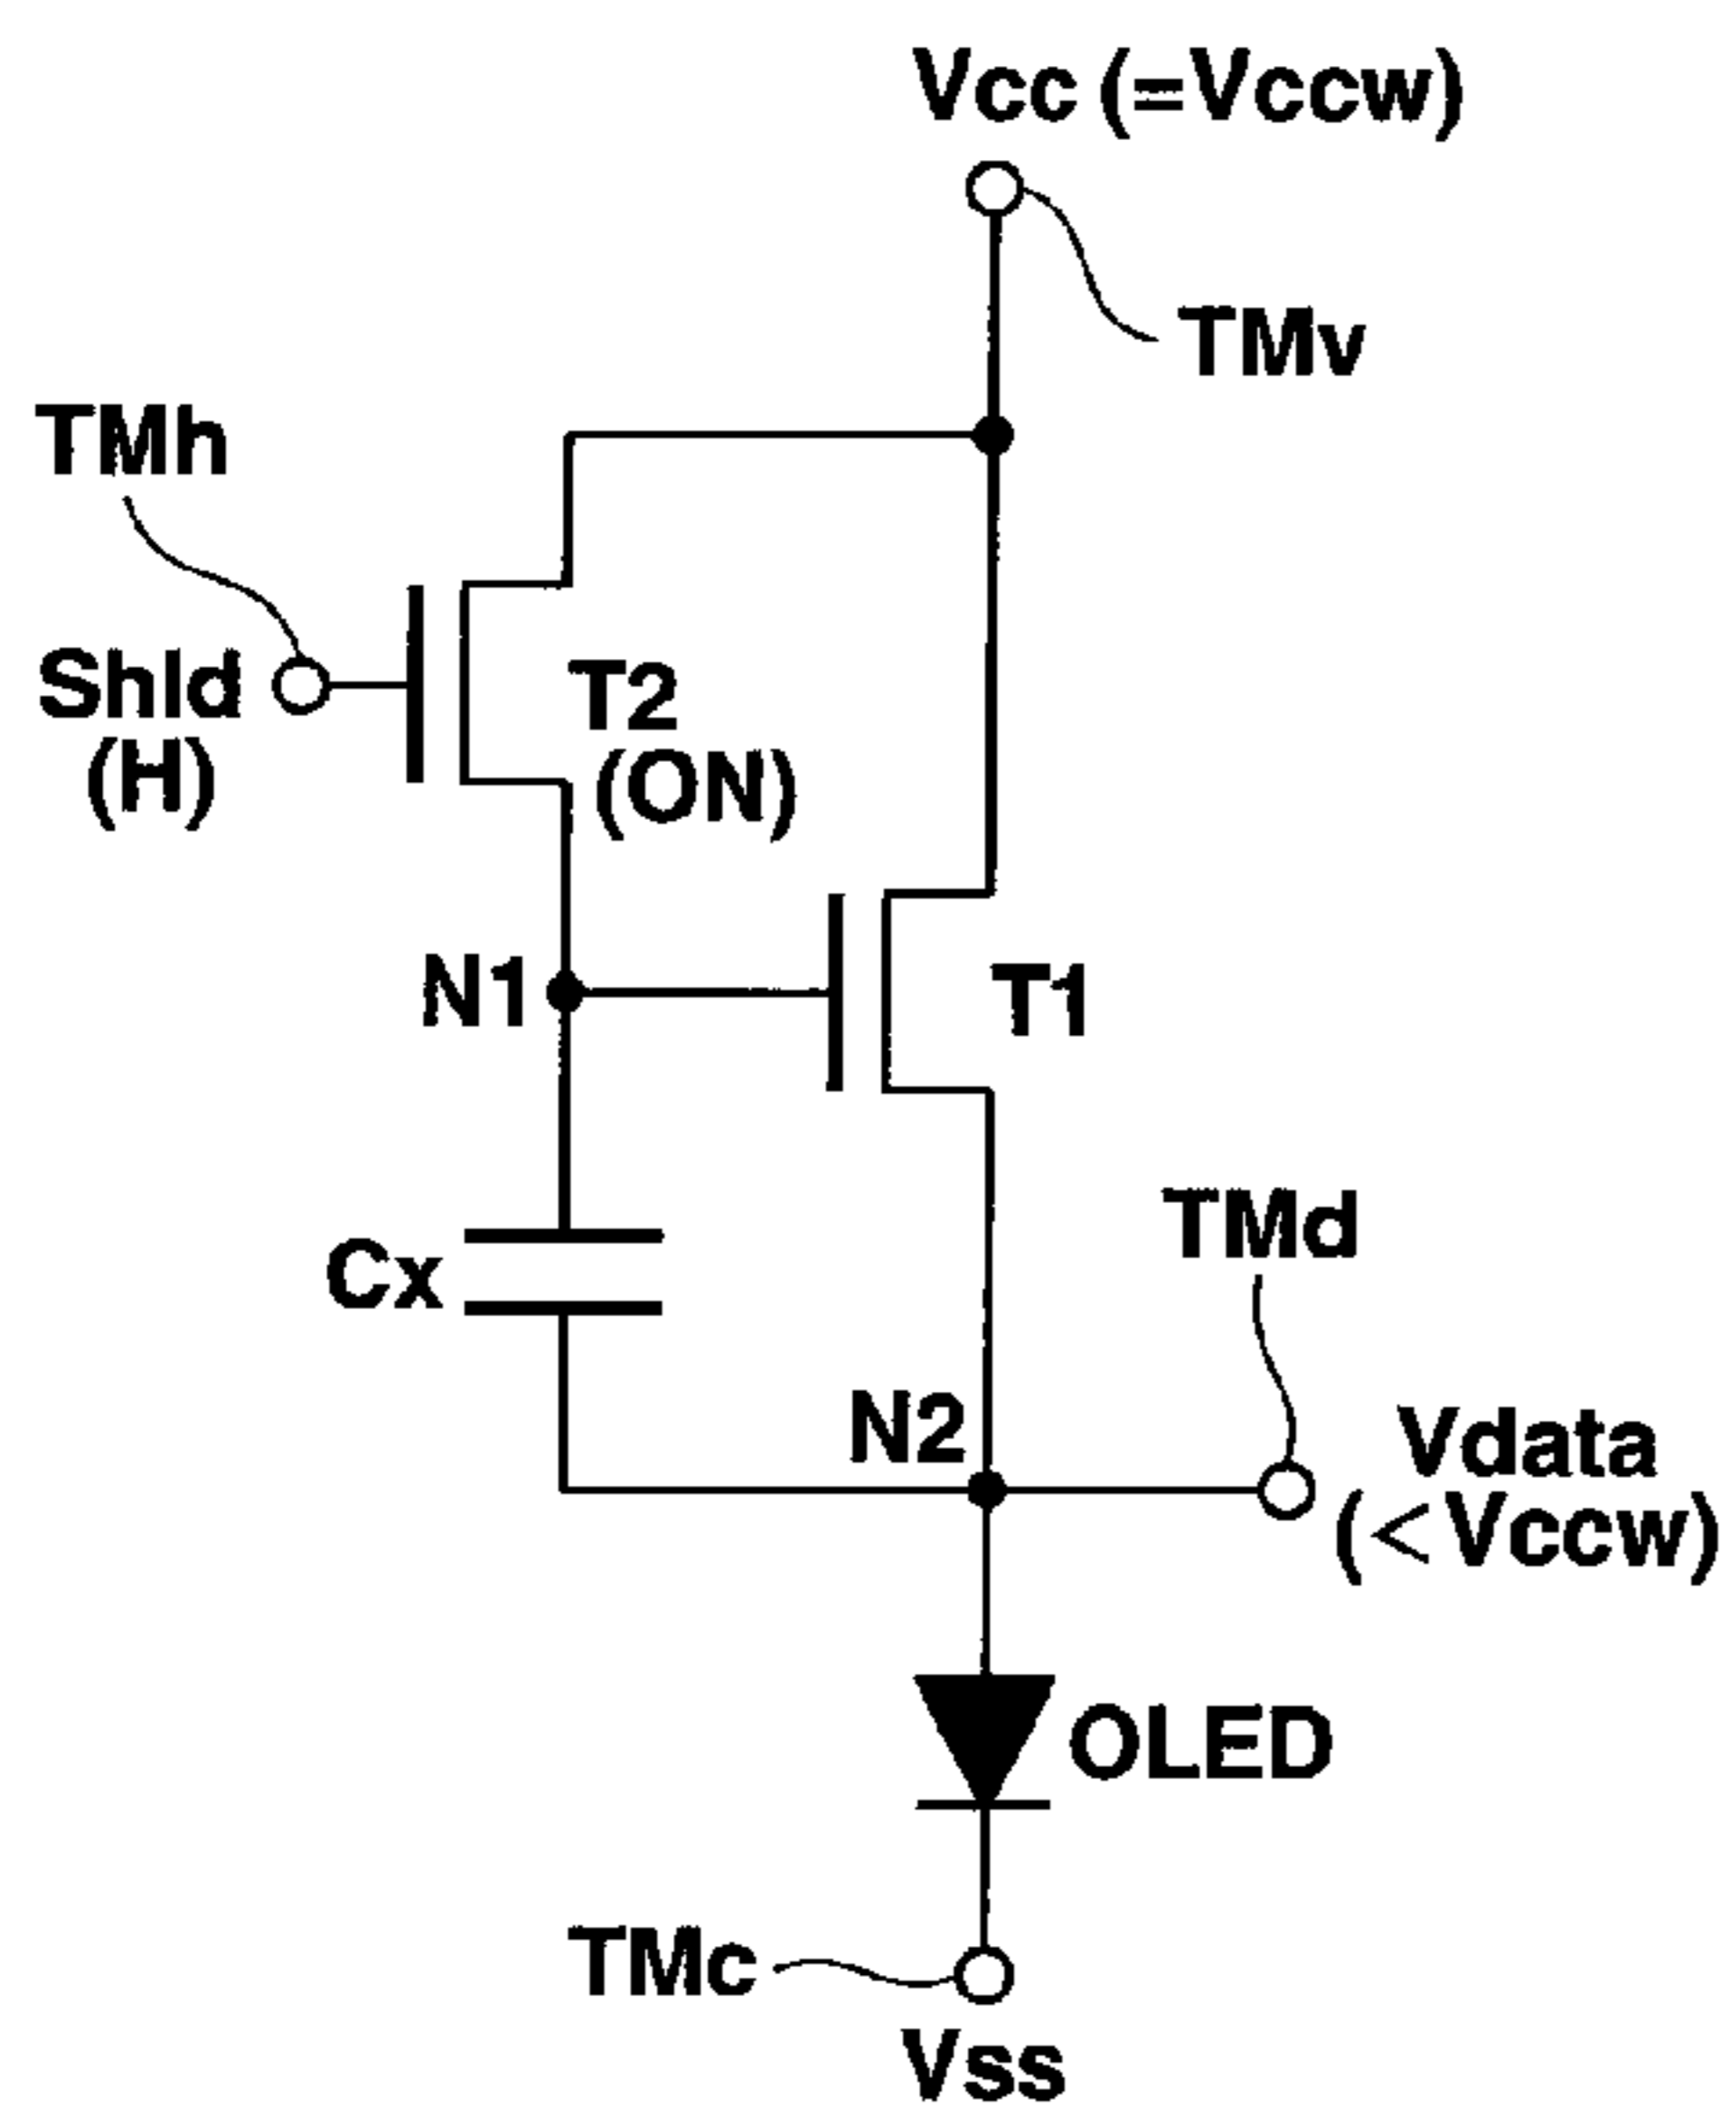 Vcc (=Vccw)
TMv
TMh
Shld
(H)
T2
(ON)
N1
T1
TMd
Cx
N2
Vdata
(<Vccw)
OLED
TMc
Vss